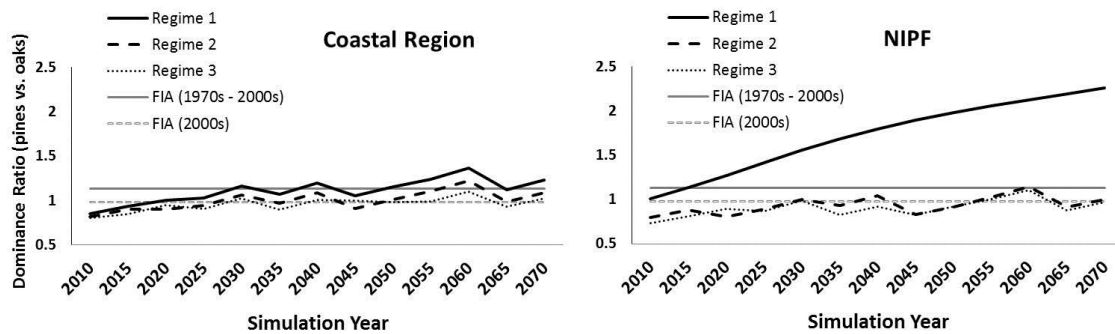 Regime 1
Regime 2
Regime 3
FIA (1970s - 2000s)
FIA (2000s)
Coastal Region
Dominance Ratio (pines vs. oaks)
2.5
2
1.5
1
0.5
2010
2015
2020
2025
2030
2035
2040
2045
2050
2055
2060
2065
2070
Simulation Year
Regime 1
Regime 2
Regime 3
FIA (1970s - 2000s)
FIA (2000s)
NIPF
2.5
2
1.5
1
0.5
2010
2015
2020
2025
2030
2035
2040
2045
2050
2055
2060
2065
2070
Simulation Year